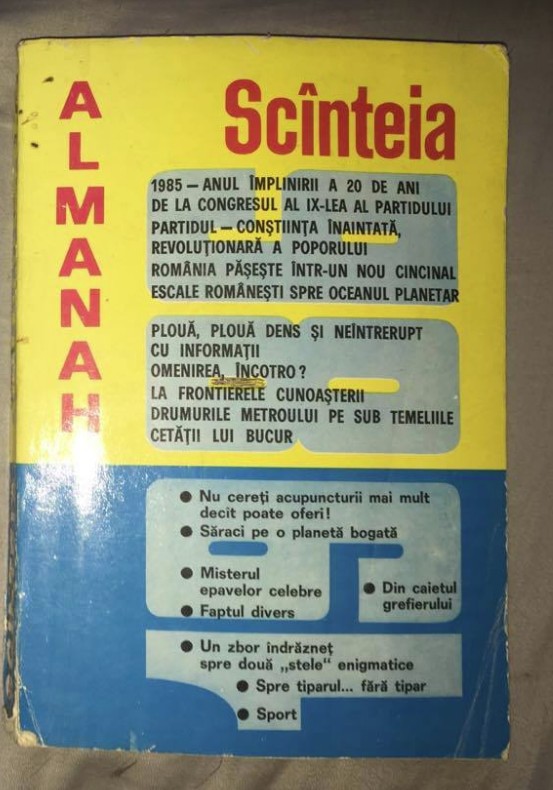 ALMANAH
Scînteia
1985 — ANUL ÎMPLINIRII A 20 DE ANI
DE LA CONGRESUL AL IX-LEA AL PARTIDULUI
PARTIDUL — CONȘTIINȚA ÎNAINTATĂ,
REVOLUȚIONARĂ A POPORULUI
ROMÂNIA PĂȘEȘTE ÎNTR-UN NOU CINCINAL
ESCALE ROMÂNEȘTI SPRE OCEANUL PLANETAR
PLOUĂ, PLOUĂ DENS ȘI NEÎNTRERUPT
CU INFORMAȚII
OMENIREA, ÎNCOTRO?
LA FRONTIERELE CUNOAȘTERII
DRUMURILE METROULUI PE SUB TEMELIILE
CETĂȚII LUI BUCUR
● Nu cereți acupuncturii mai mult
decît poate oferi!
● Săraci pe o planetă bogată
● Misterul
epavelor celebre
● Faptul divers
● Din caietul
grefierului
● Un zbor îndrăzneț
spre două „stele“ enigmatice
● Spre tiparul... fără tipar
● Sport